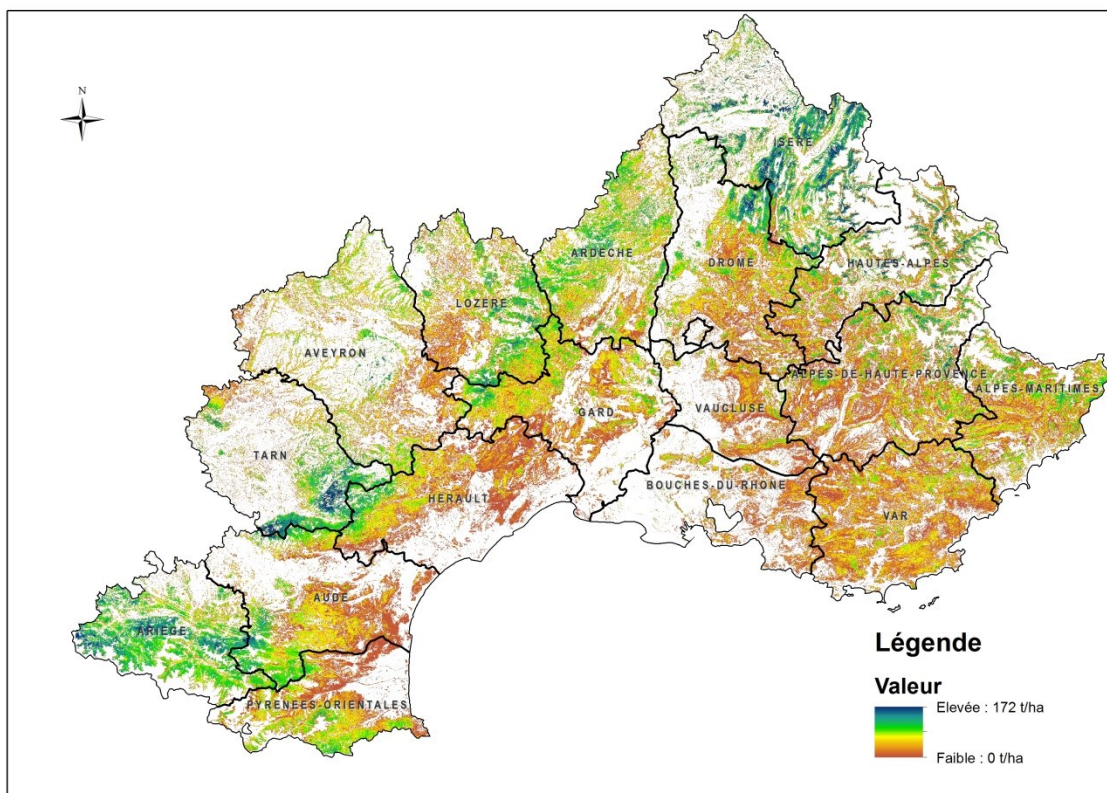 N
ISERE
ARDECHE
DROME
HAUTES-ALPES
LOZERE
AVEYRON
ALPES-DE-HAUTE-PROVENCE
ALPES-MARITIMES
GARD
VAUCLUSE
TARN
HERAULT
BOUCHES-DU-RHONE
VAR
AUDE
ARIEGE
PYRENEES-ORIENTALES
Légende
Valeur
Elevée : 172 t/ha
Faible : 0 t/ha